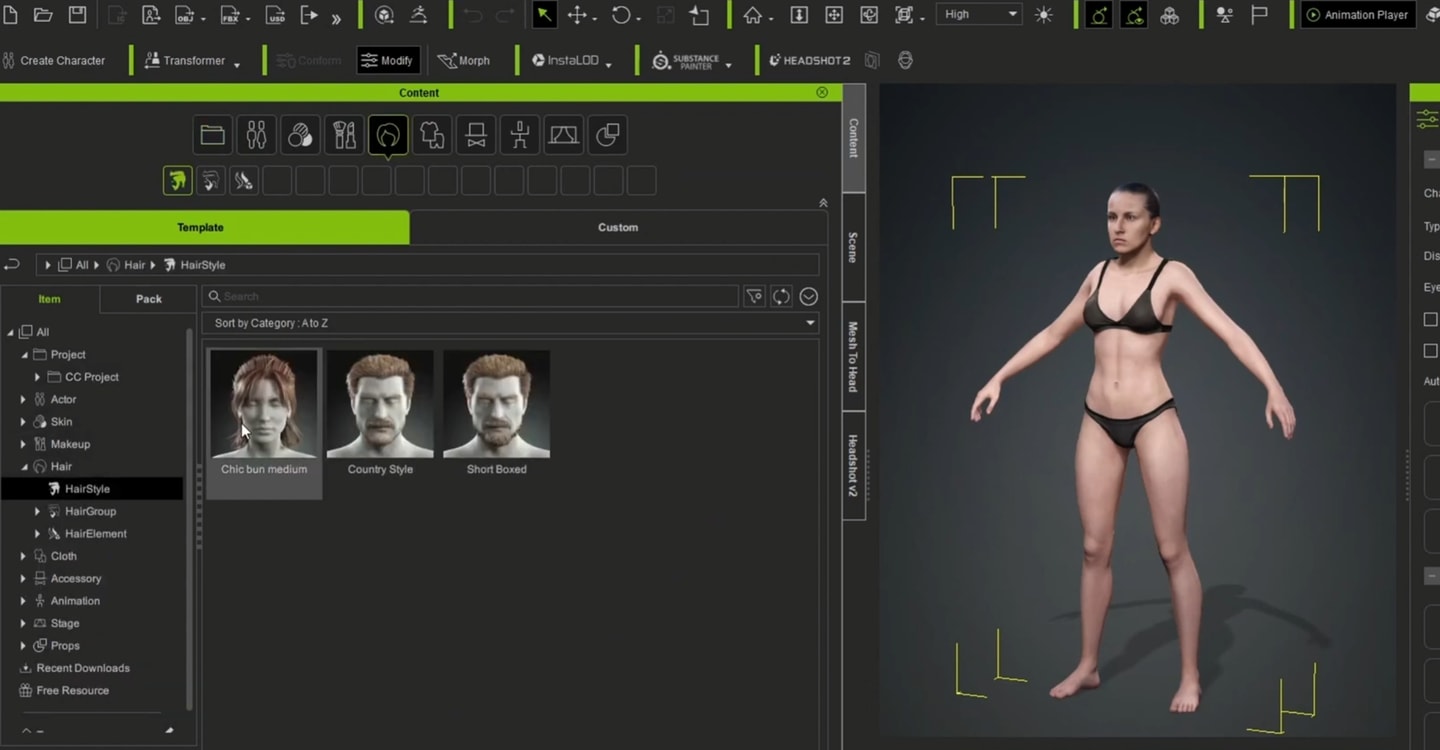 OBJ FBX USD » High Animation Player
Create Character Transformer Conform Modify Morph InstaLOD SUBSTANCE PAINTER HEADSHOT 2
Content
Template Custom
All Hair HairStyle
Item Pack Search
Sort by Category : A to Z
All
Project
CC Project
Actor
Skin
Makeup
Hair
HairStyle
HairGroup
HairElement
Cloth
Accessory
Animation
Stage
Props
Recent Downloads
Free Resource
Chic bun medium Country Style Short Boxed
Content
Scene
Mesh To Head
Headshot v2
Cha
Typ
Dis
Eye
Aut